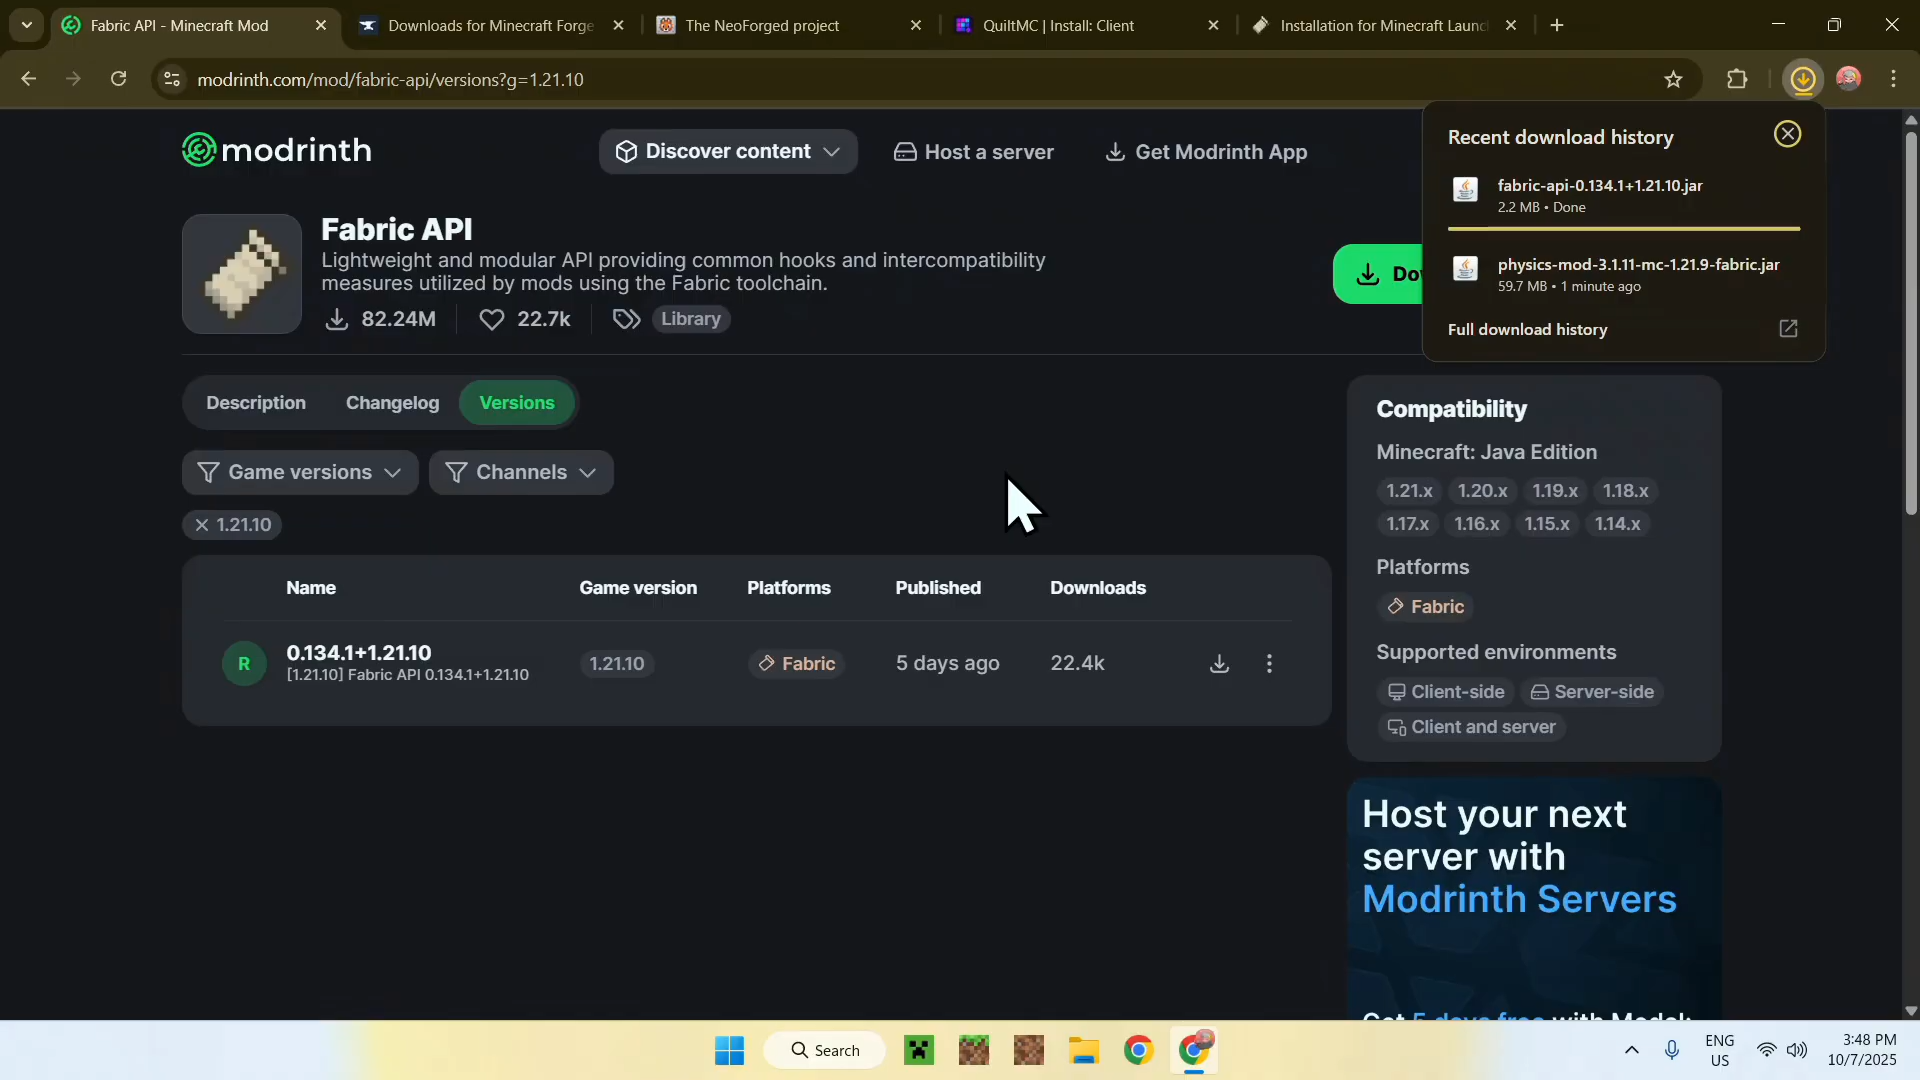 Fabric API - Minecraft Mod
Downloads for Minecraft Forge
The NeoForged project
QuiltMC | Install: Client
Installation for Minecraft Launc
modrinth.com/mod/fabric-api/versions?g=1.21.10
modrinth
Discover content
Host a server
Get Modrinth App
Recent download history
fabric-api-0.134.1+1.21.10.jar
2.2 MB • Done
physics-mod-3.1.11-mc-1.21.9-fabric.jar
59.7 MB • 1 minute ago
Full download history
Fabric API
Lightweight and modular API providing common hooks and intercompatibility
measures utilized by mods using the Fabric toolchain.
82.24M
22.7k
Library
Do
Description
Changelog
Versions
Game versions
Channels
1.21.10
Name
Game version
Platforms
Published
Downloads
R
0.134.1+1.21.10
[1.21.10] Fabric API 0.134.1+1.21.10
1.21.10
Fabric
5 days ago
22.4k
Compatibility
Minecraft: Java Edition
1.21.x
1.20.x
1.19.x
1.18.x
1.17.x
1.16.x
1.15.x
1.14.x
Platforms
Fabric
Supported environments
Client-side
Server-side
Client and server
Host your next
server with
Modrinth Servers
Get 5 days free with Modal
Search
ENG
US
3:48 PM
10/7/2025